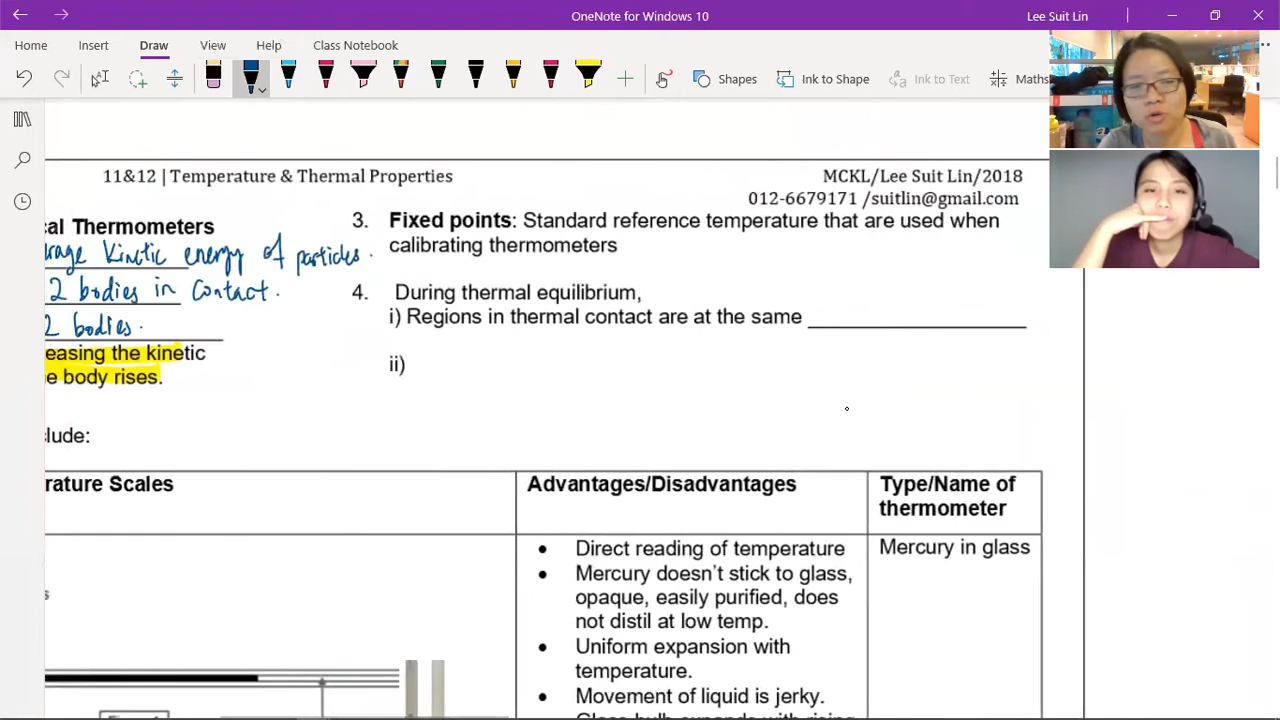 OneNote for Windows 10
Lee Suit Lin
Home Insert Draw View Help Class Notebook
Shapes Ink to Shape Ink to Text Maths
11&12 | Temperature & Thermal Properties
MCKL/Lee Suit Lin/2018
012-6679171 /suitlin@gmail.com
cal Thermometers
rage kinetic energy of particles.
2 bodies in contact.
2 bodies.
easing the kinetic
e body rises.
3. Fixed points: Standard reference temperature that are used when
calibrating thermometers
4. During thermal equilibrium,
i) Regions in thermal contact are at the same
ii)
lude:
rature Scales
Advantages/Disadvantages
Type/Name of
thermometer
• Direct reading of temperature
• Mercury doesn't stick to glass,
opaque, easily purified, does
not distil at low temp.
• Uniform expansion with
temperature.
• Movement of liquid is jerky.
• Glass bulb expands with rising
Mercury in glass
s